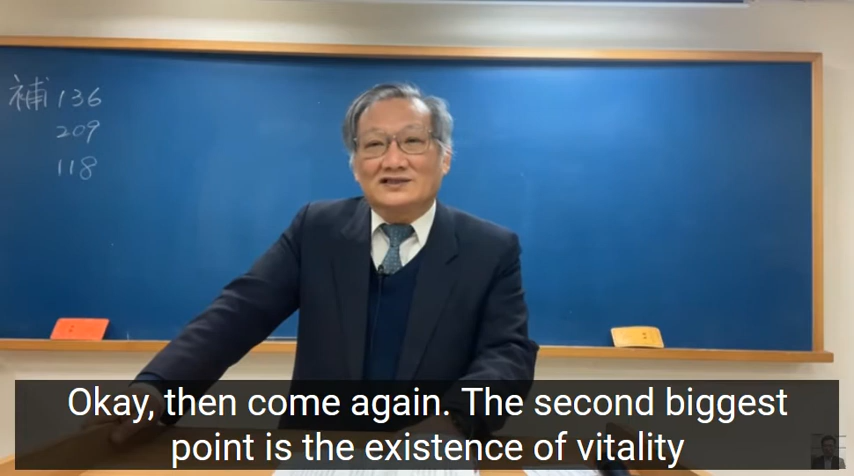 補 136
209
118
Okay, then come again. The second biggest
point is the existence of vitality